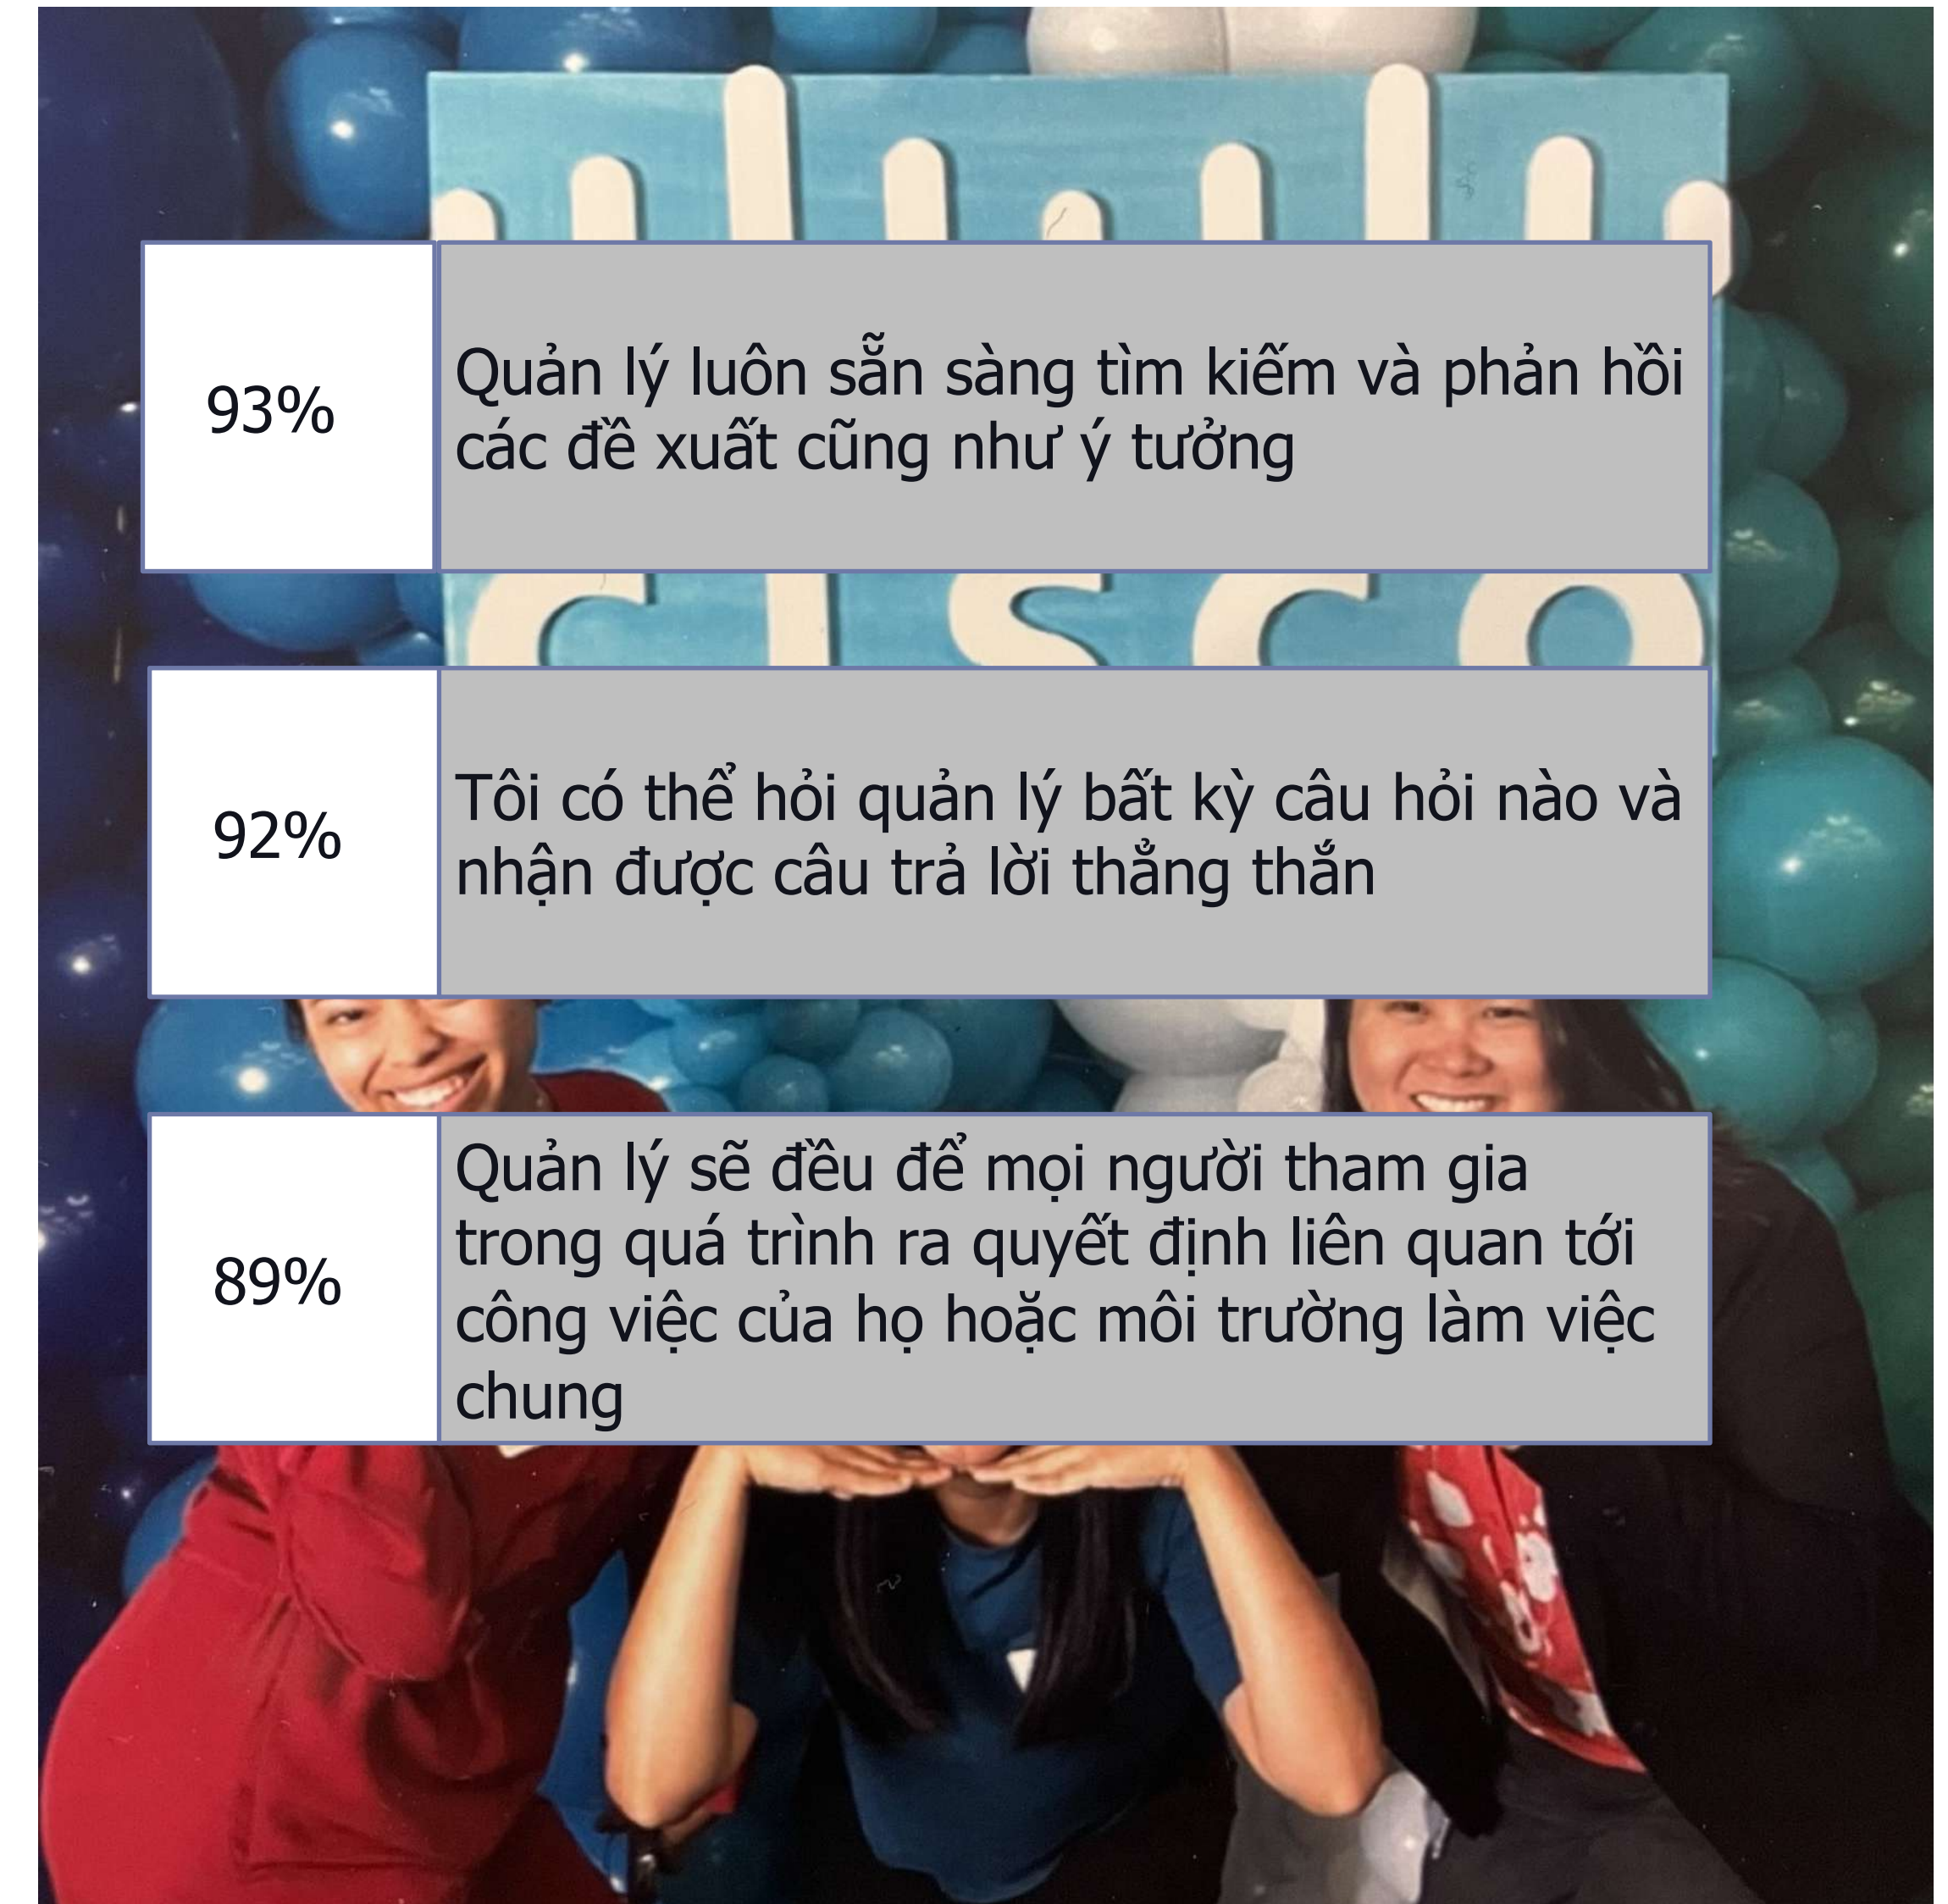 93%
Quản lý luôn sẵn sàng tìm kiếm và phản hồi
các đề xuất cũng như ý tưởng
cisco
92%
Tôi có thể hỏi quản lý bất kỳ câu hỏi nào và
nhận được câu trả lời thẳng thắn
89%
Quản lý sẽ đều để mọi người tham gia
trong quá trình ra quyết định liên quan tới
công việc của họ hoặc môi trường làm việc
chung